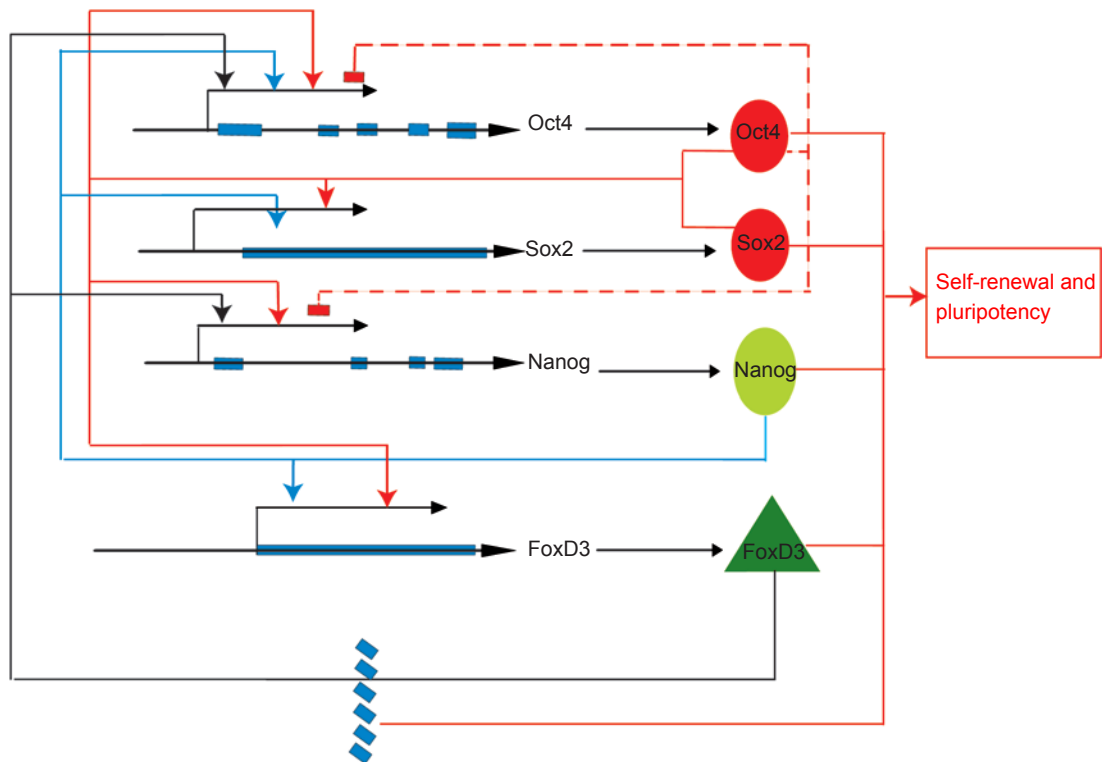 Oct4
Oct4
Sox2
Sox2
Self-renewal and
pluripotency
Nanog
Nanog
FoxD3
FoxD3